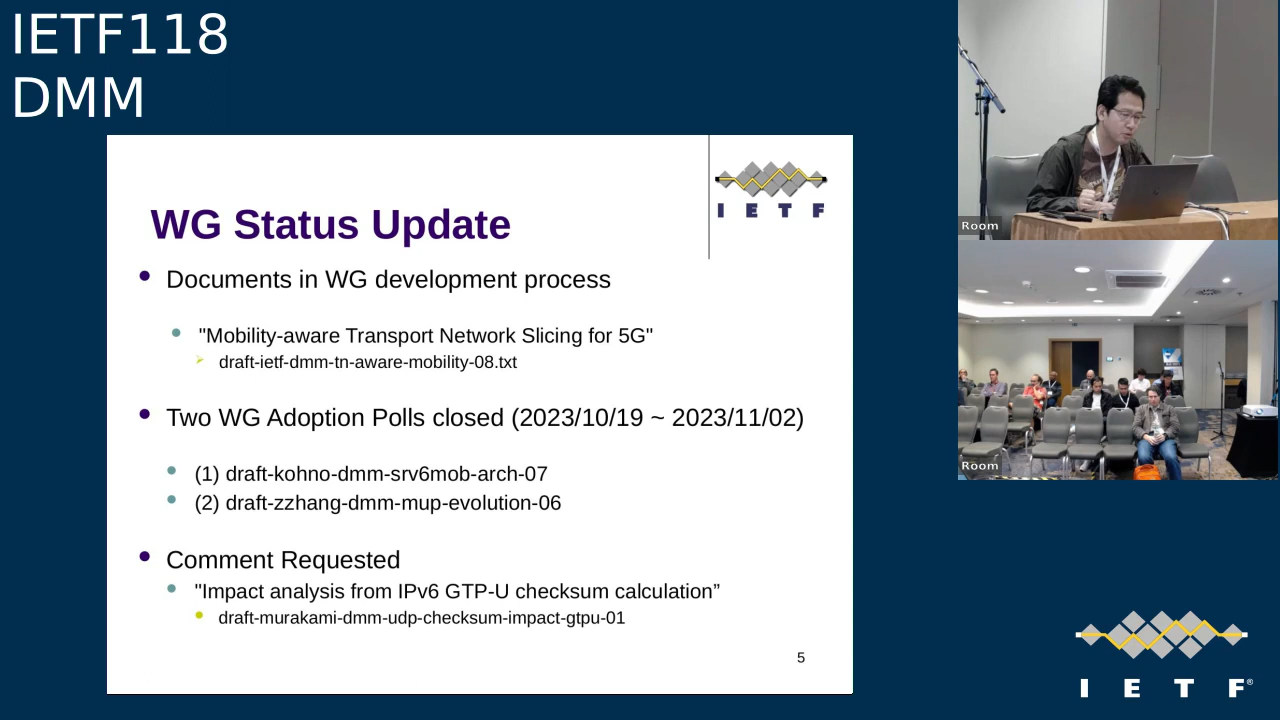 IETF118
DMM
I E T F
WG Status Update
Documents in WG development process
"Mobility-aware Transport Network Slicing for 5G"
draft-ietf-dmm-tn-aware-mobility-08.txt
Two WG Adoption Polls closed (2023/10/19 ~ 2023/11/02)
(1) draft-kohno-dmm-srv6mob-arch-07
(2) draft-zzhang-dmm-mup-evolution-06
Comment Requested
"Impact analysis from IPv6 GTP-U checksum calculation”
draft-murakami-dmm-udp-checksum-impact-gtpu-01
5
Room
Room
I E T F®